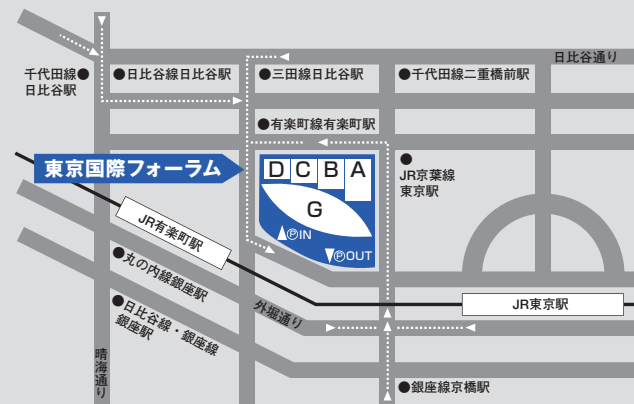 日比谷通り
千代田線●
日比谷駅
●日比谷線日比谷駅
●三田線日比谷駅
●千代田線二重橋前駅
●有楽町線有楽町駅
東京国際フォーラム
D C B A
G
ⓅIN
ⓅOUT
●
JR京葉線
東京駅
JR有楽町駅
●丸の内線銀座駅
●日比谷線・銀座線
銀座駅
外堀通り
JR東京駅
晴海通り
●銀座線京橋駅